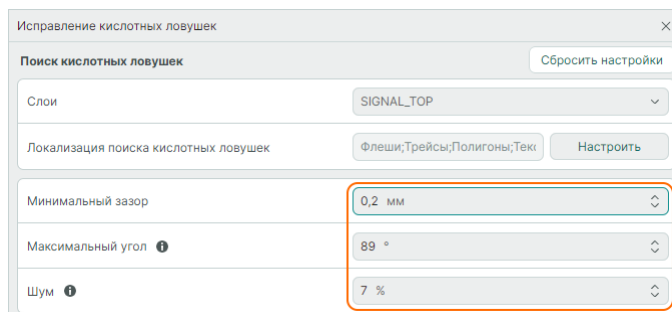 Исправление кислотных ловушек
Поиск кислотных ловушек Сбросить настройки
Слои SIGNAL_TOP
Локализация поиска кислотных ловушек Флеши;Трейсы;Полигоны;Текс Настроить
Минимальный зазор 0,2 мм
Максимальный угол 89 °
Шум 7 %